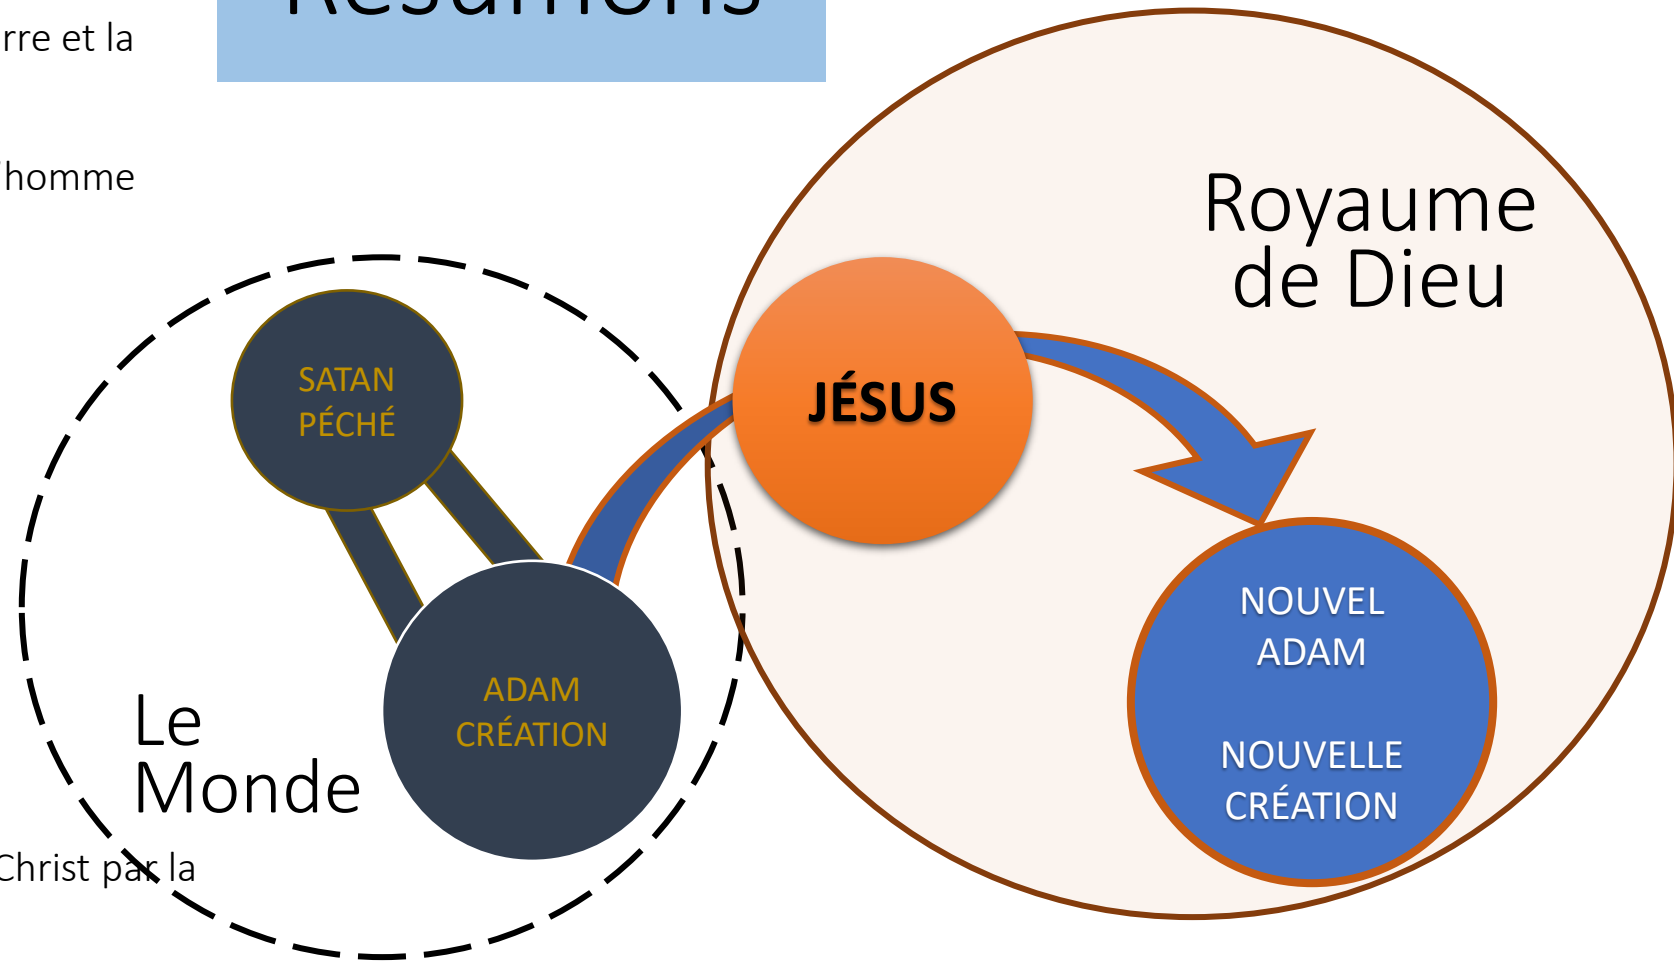 Résumons
rre et la
'homme
Royaume
de Dieu
SATAN
PÉCHÉ
JÉSUS
NOUVEL
ADAM
NOUVELLE
CRÉATION
ADAM
CRÉATION
Le
Monde
Christ par la